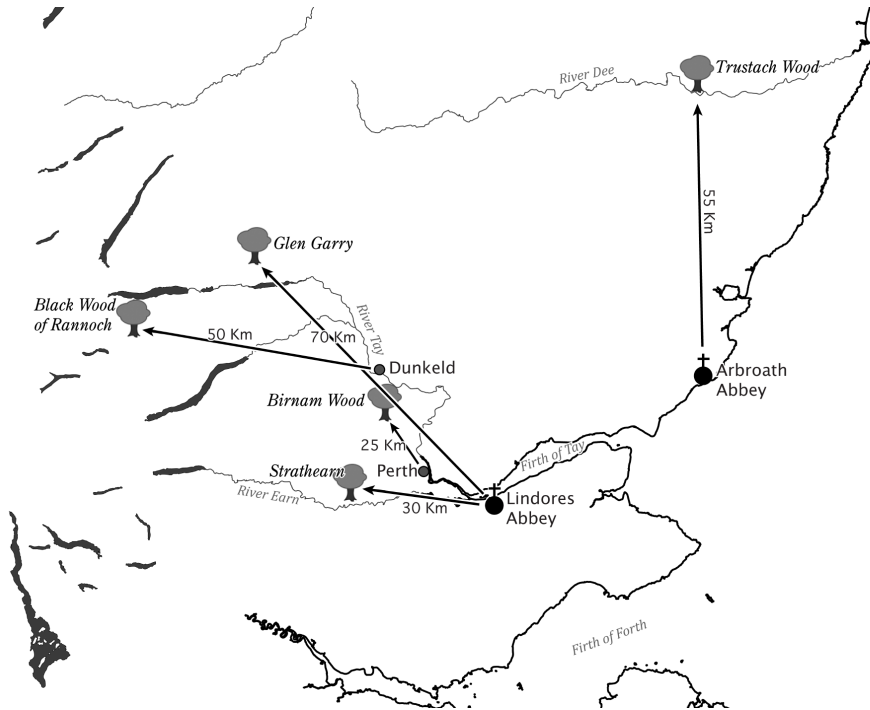 River Dee
Trustach Wood
55 Km
Glen Garry
Black Wood
of Rannoch
50 Km
70 Km
River Tay
Dunkeld
Birnam Wood
Arbroath
Abbey
25 Km
Firth of Tay
Strathearn
Perth
River Earn
30 Km
Lindores
Abbey
Firth of Forth